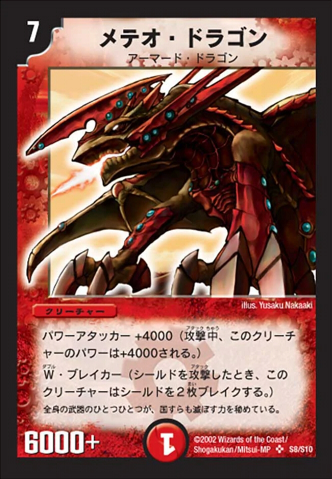 7
メテオ・ドラゴン
アーマード・ドラゴン
illus. Yusaku Nakaaki
クリーチャー
パワーアタッカー +4000（攻撃中、このクリーチ
ャーのパワーは+4000される。）
W・ブレイカー（シールドを攻撃したとき、この
クリーチャーはシールドを2枚ブレイクする。）
全身の武器のひとつひとつが、国すらも滅ぼす力を秘めている。
6000+
1
©2002 Wizards of the Coast/
Shogakukan/Mitsui-MP S8/S10